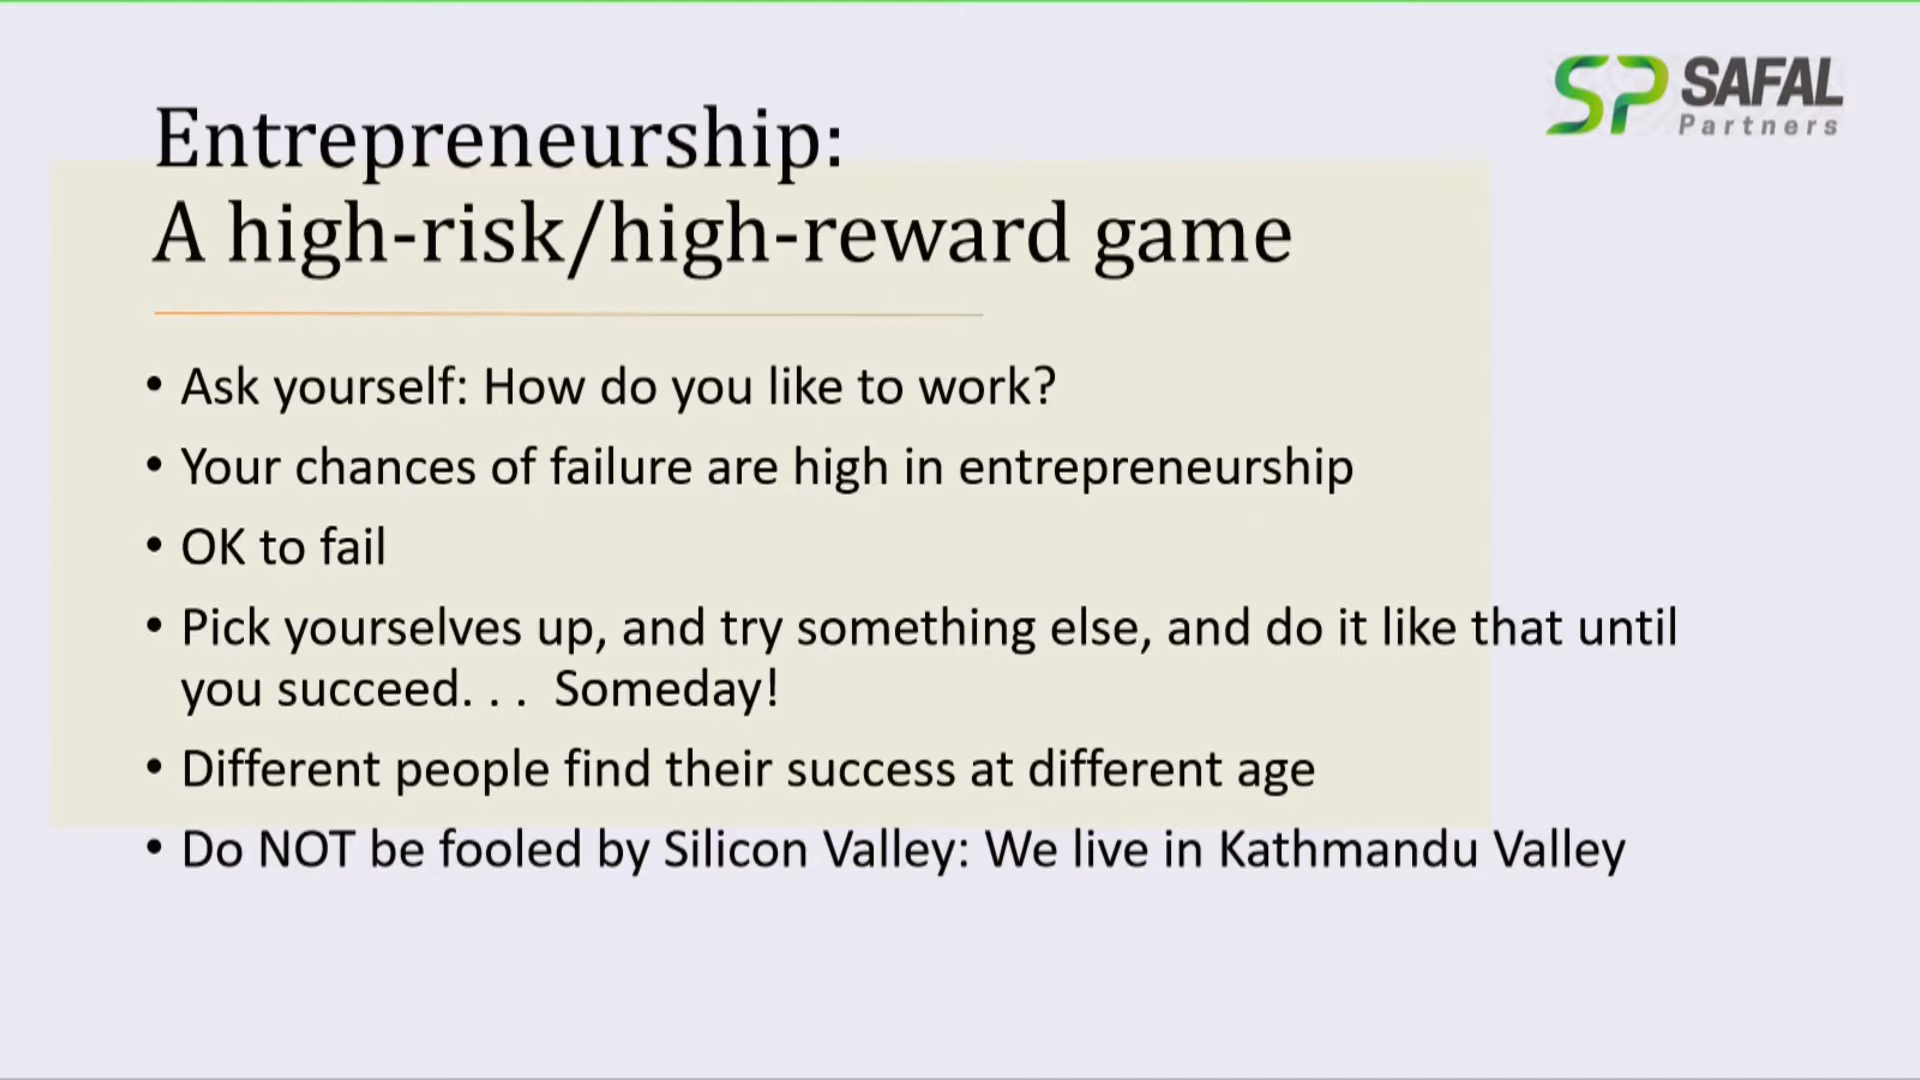 SP SAFAL
Partners
Entrepreneurship:
A high-risk/high-reward game
• Ask yourself: How do you like to work?
• Your chances of failure are high in entrepreneurship
• OK to fail
• Pick yourselves up, and try something else, and do it like that until
you succeed. . .  Someday!
• Different people find their success at different age
• Do NOT be fooled by Silicon Valley: We live in Kathmandu Valley